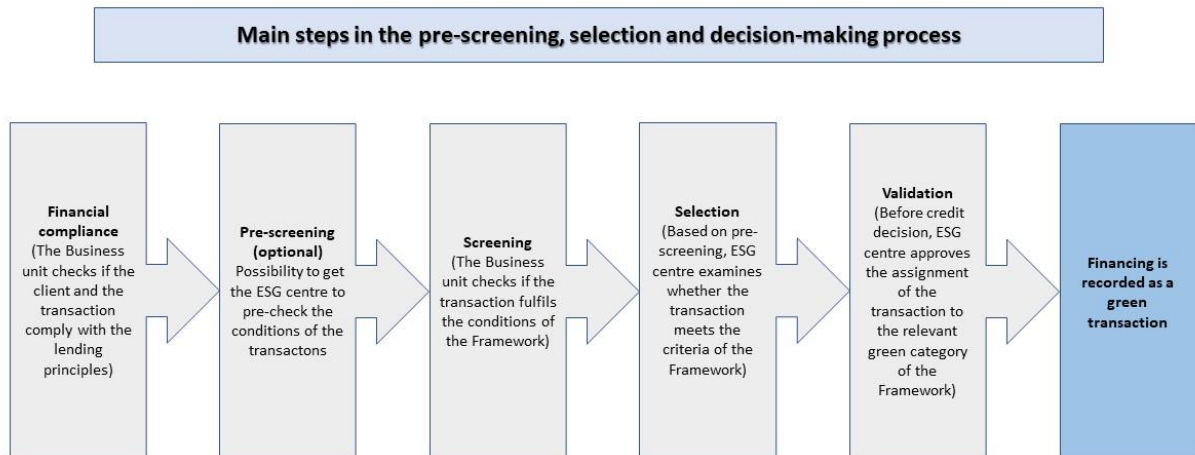 Main steps in the pre-screening, selection and decision-making process
Financial
compliance
(The Business
unit checks if the
client and the
transaction
comply with the
lending
principles)
Pre-screening
(optional)
Possibility to get
the ESG centre to
pre-check the
conditions of the
transactons
Screening
(The Business
unit checks if the
transaction fulfils
the conditions of
the Framework)
Selection
(Based on pre-
screening, ESG
centre examines
whether the
transaction
meets the
criteria of the
Framework)
Validation
(Before credit
decision, ESG
centre approves
the assignment
of the
transaction to
the relevant
green category
of the
Framework)
Financing is
recorded as a
green
transaction